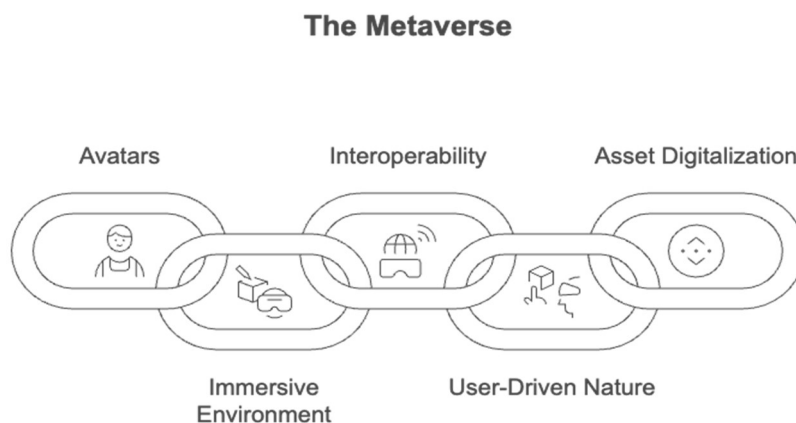 The Metaverse
Avatars
Interoperability
Asset Digitalization
Immersive
Environment
User-Driven Nature